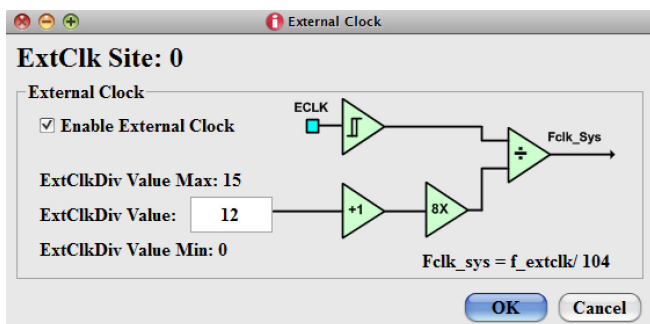 External Clock
ExtClk Site: 0
External Clock
ECLK
Enable External Clock
Fclk_Sys
÷
ExtClkDiv Value Max: 15
ExtClkDiv Value: 12
+1
8X
ExtClkDiv Value Min: 0
Fclk_sys = f_extclk/ 104
OK Cancel